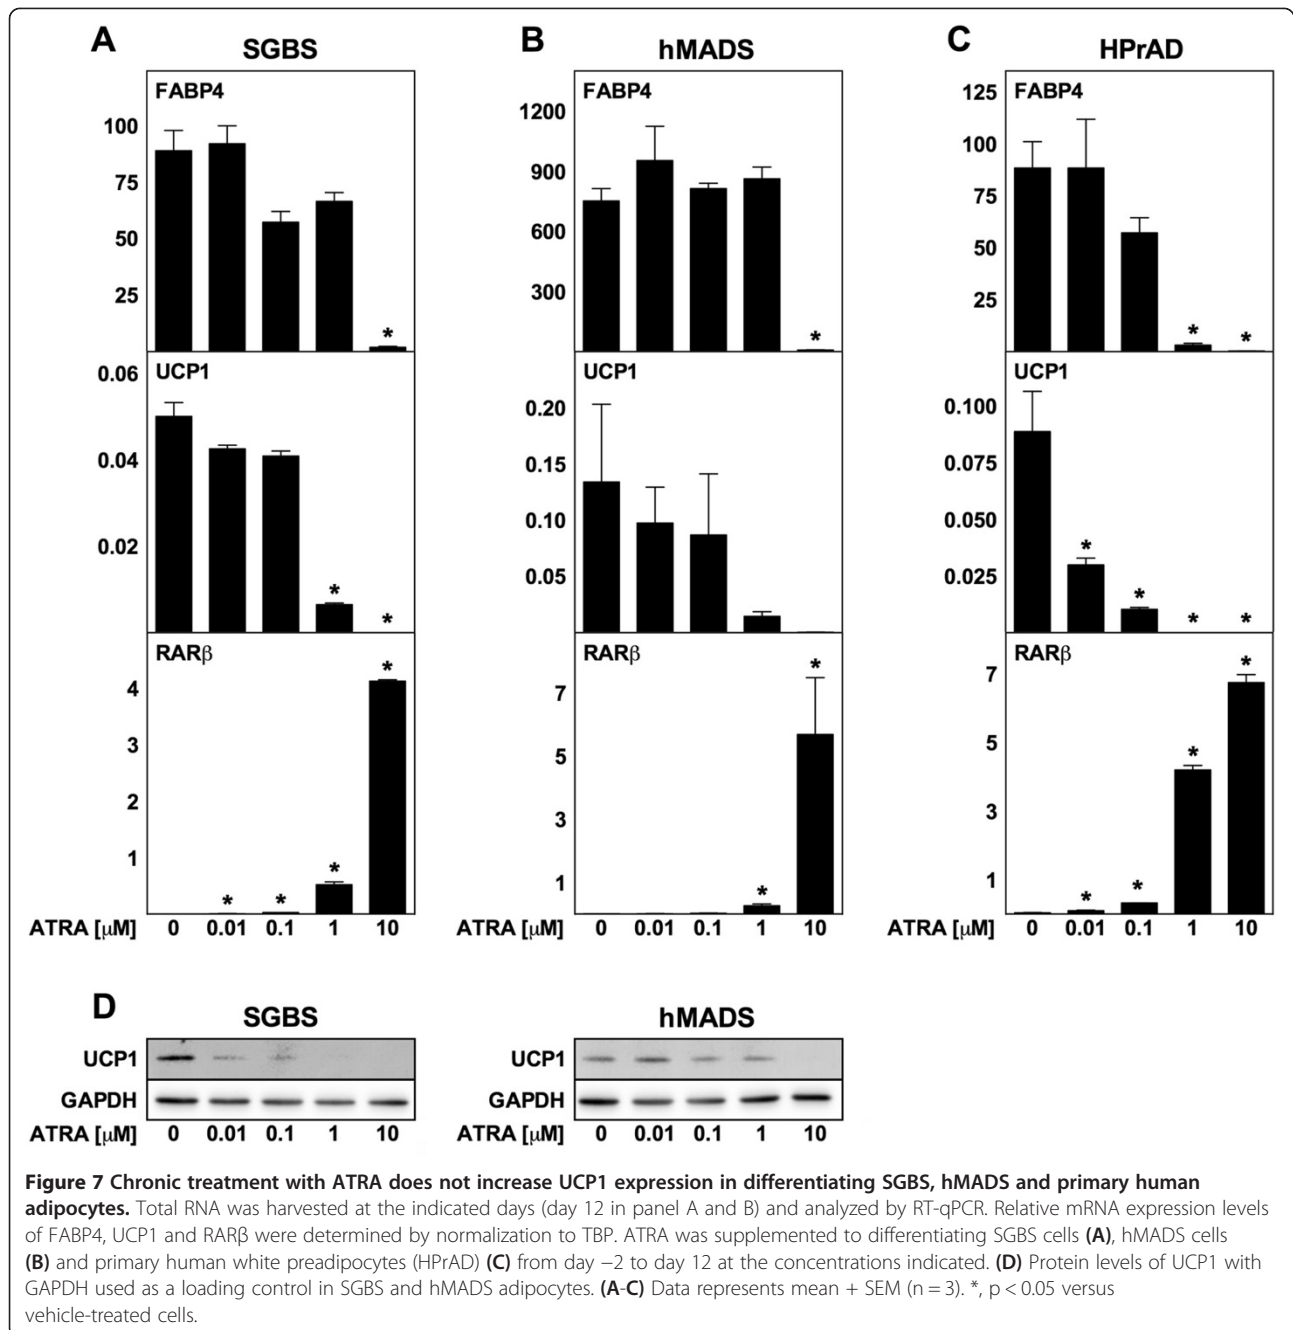 A
SGBS
FABP4
100
75
50
25
*
UCP1
0.06
0.04
0.02
*
*
RARβ
4
3
2
1
*
*
*
*
ATRA [μM] 0 0.01 0.1 1 10
B
hMADS
FABP4
1200
900
600
300
*
UCP1
0.20
0.15
0.10
0.05
RARβ
7
5
3
1
*
*
ATRA [μM] 0 0.01 0.1 1 10
C
HPrAD
FABP4
125
100
75
50
25
*
*
UCP1
0.100
0.075
0.050
0.025
*
*
*
*
RARβ
7
5
3
1
*
*
*
*
ATRA [μM] 0 0.01 0.1 1 10
D
SGBS
UCP1
GAPDH
ATRA [μM] 0 0.01 0.1 1 10
hMADS
UCP1
GAPDH
ATRA [μM] 0 0.01 0.1 1 10
Figure 7 Chronic treatment with ATRA does not increase UCP1 expression in differentiating SGBS, hMADS and primary human
adipocytes. Total RNA was harvested at the indicated days (day 12 in panel A and B) and analyzed by RT-qPCR. Relative mRNA expression levels
of FABP4, UCP1 and RARβ were determined by normalization to TBP. ATRA was supplemented to differentiating SGBS cells (A), hMADS cells
(B) and primary human white preadipocytes (HPrAD) (C) from day −2 to day 12 at the concentrations indicated. (D) Protein levels of UCP1 with
GAPDH used as a loading control in SGBS and hMADS adipocytes. (A-C) Data represents mean + SEM (n = 3). *, p < 0.05 versus
vehicle-treated cells.